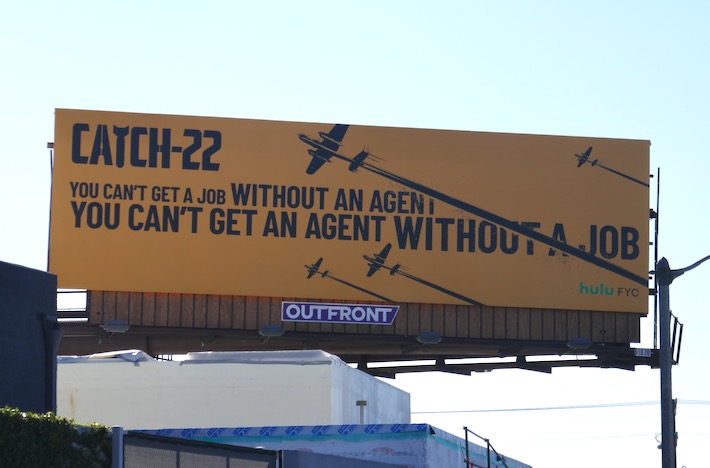 CATCH-22
YOU CAN'T GET A JOB WITHOUT AN AGENT
YOU CAN'T GET AN AGENT WITHOUT A JOB
hulu FYC
OUTFRONT